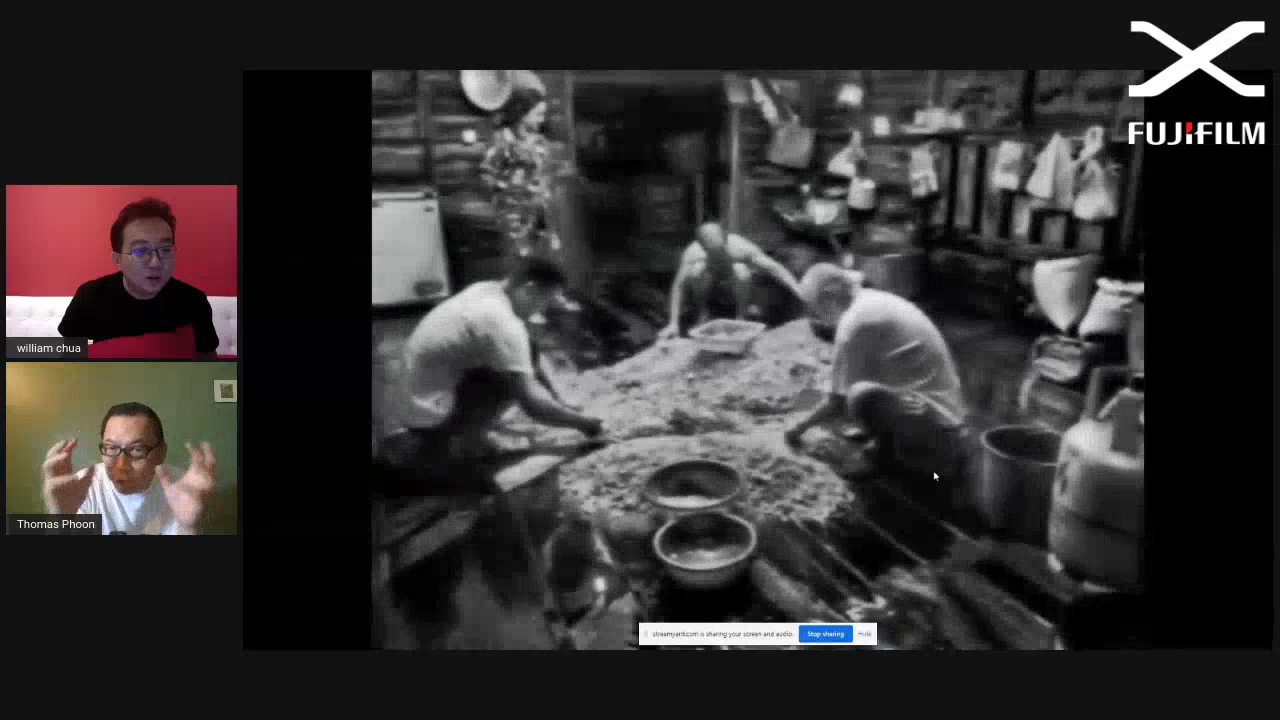 FUJIFILM
william chua
Thomas Phoon
streamyard.com is sharing your screen and audio. Stop sharing Hide